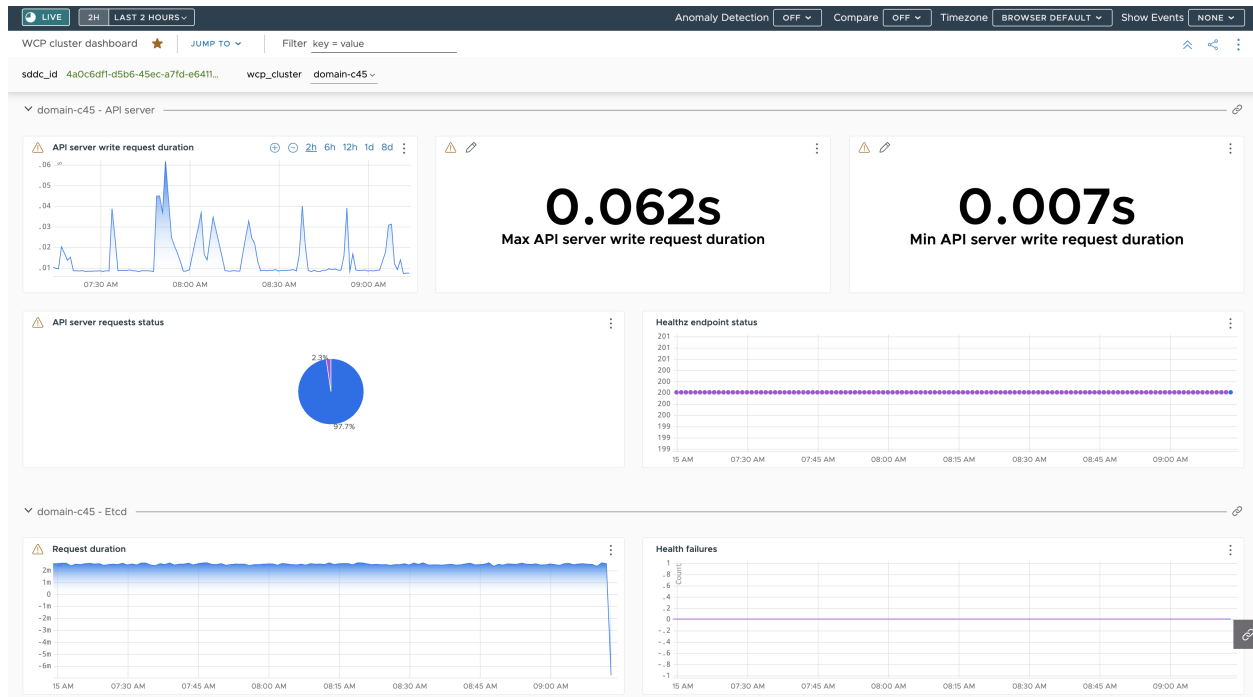 LIVE 2H LAST 2 HOURS Anomaly Detection OFF Compare OFF Timezone BROWSER DEFAULT Show Events NONE
WCP cluster dashboard JUMP TO Filter key = value
sddc_id 4a0c6df1-d5b6-45ec-a7fd-e6411... wcp_cluster domain-c45
domain-c45 - API server
API server write request duration 2h 6h 12h 1d 8d
.06 s
.05
.04
.03
.02
.01
07:30 AM 08:00 AM 08:30 AM 09:00 AM
0.062s
Max API server write request duration
0.007s
Min API server write request duration
API server requests status
2.3%
97.7%
Healthz endpoint status
201
201
201
200
200
200
200
200
199
199
199
15 AM 07:30 AM 07:45 AM 08:00 AM 08:15 AM 08:30 AM 08:45 AM 09:00 AM
domain-c45 - Etcd
Request duration
2m
1m
0
-1m
-2m
-3m
-4m
-5m
-6m
15 AM 07:30 AM 07:45 AM 08:00 AM 08:15 AM 08:30 AM 08:45 AM 09:00 AM
Health failures
Count
1
.8
.6
.4
.2
0
-.2
-.4
-.6
-.8
-1
15 AM 07:30 AM 07:45 AM 08:00 AM 08:15 AM 08:30 AM 08:45 AM 09:00 AM